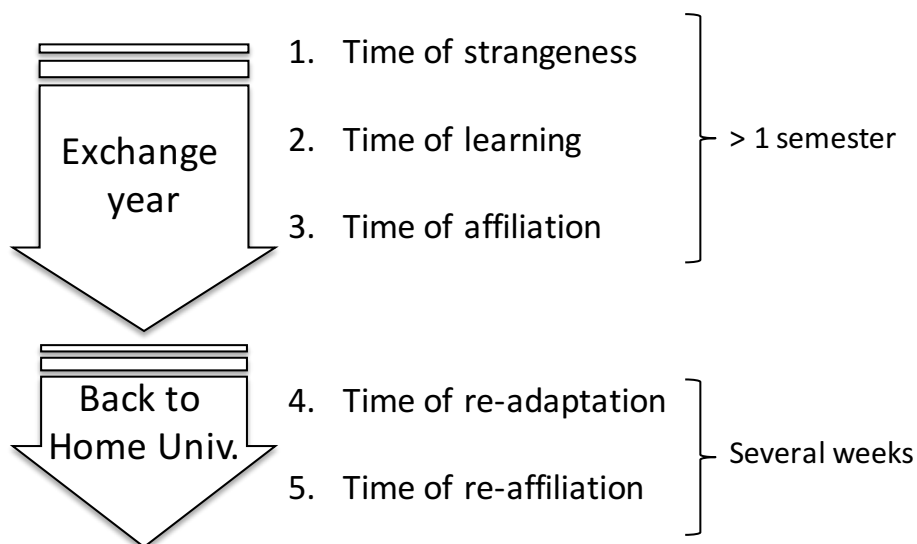 1. Time of strangeness
2. Time of learning
3. Time of affiliation
Exchange
year
> 1 semester
Back to
Home Univ.
4. Time of re-adaptation
5. Time of re-affiliation
Several weeks